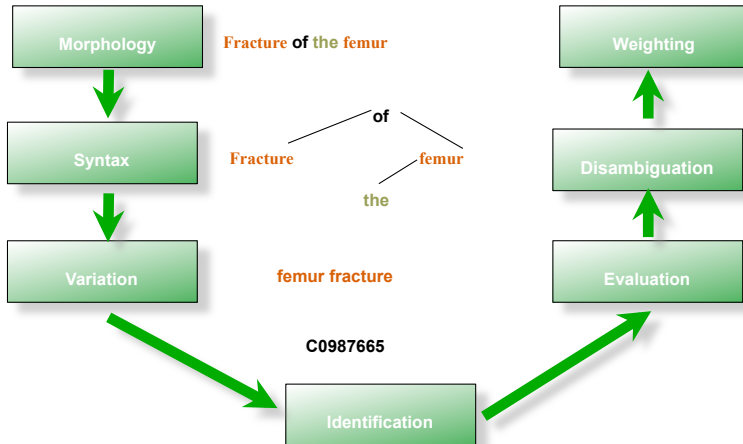 Morphology
Fracture of the femur
Weighting
of
Syntax
Fracture
femur
Disambiguation
the
Variation
femur fracture
Evaluation
C0987665
Identification